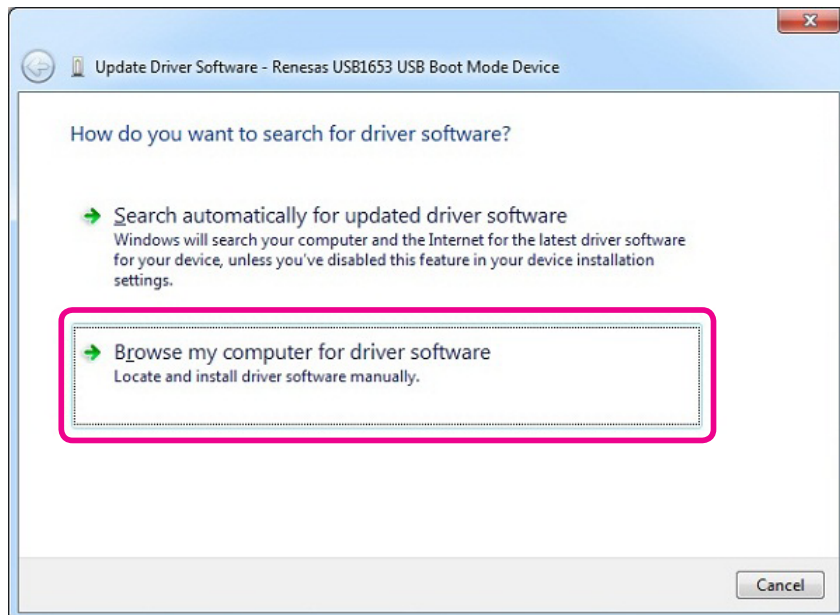 Update Driver Software - Renesas USB1653 USB Boot Mode Device
How do you want to search for driver software?
Search automatically for updated driver software
Windows will search your computer and the Internet for the latest driver software
for your device, unless you've disabled this feature in your device installation
settings.
Browse my computer for driver software
Locate and install driver software manually.
Cancel